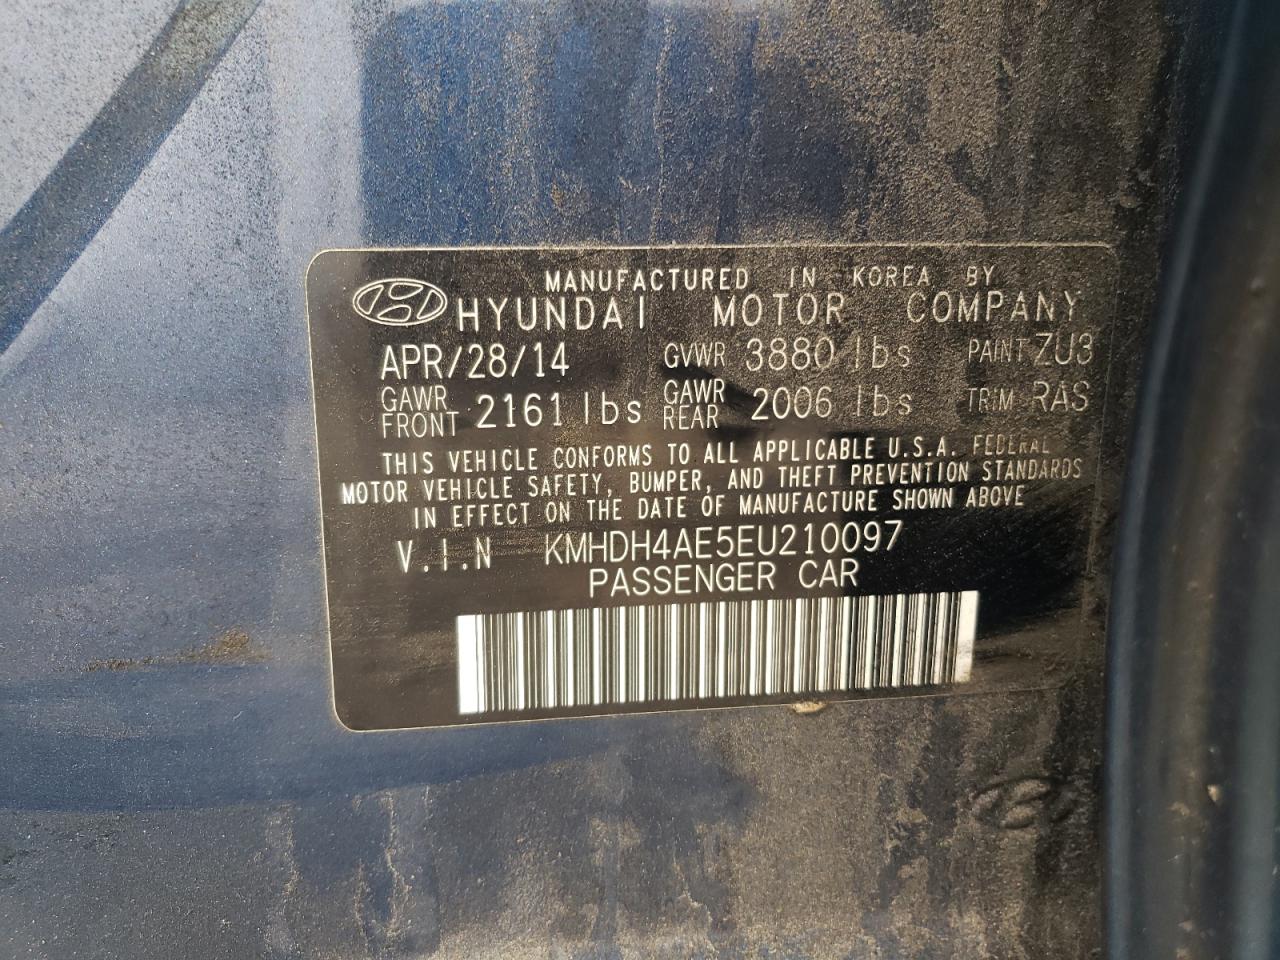 MANUFACTURED IN KOREA BY
HYUNDAI MOTOR COMPANY
APR/28/14 GVWR 3880 lbs PAINT ZU3
GAWR FRONT 2161 lbs GAWR REAR 2006 lbs TRIM RAS
THIS VEHICLE CONFORMS TO ALL APPLICABLE U.S.A. FEDERAL
MOTOR VEHICLE SAFETY, BUMPER, AND THEFT PREVENTION STANDARDS
IN EFFECT ON THE DATE OF MANUFACTURE SHOWN ABOVE
V.I.N KMHDH4AE5EU210097
PASSENGER CAR